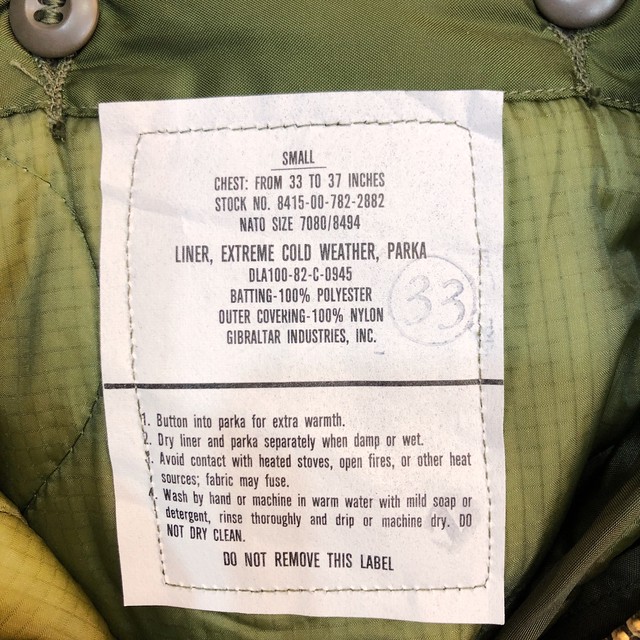 SMALL
CHEST: FROM 33 TO 37 INCHES
STOCK NO. 8415-00-782-2882
NATO SIZE 7080/8494
LINER, EXTREME COLD WEATHER, PARKA
DLA100-82-C-0945
BATTING-100% POLYESTER
OUTER COVERING-100% NYLON
GIBRALTAR INDUSTRIES, INC.
33
1. Button into parka for extra warmth.
2. Dry liner and parka separately when damp or wet.
3. Avoid contact with heated stoves, open fires, or other heat
sources; fabric may fuse.
4. Wash by hand or machine in warm water with mild soap or
detergent, rinse thoroughly and drip or machine dry. DO
NOT DRY CLEAN.
DO NOT REMOVE THIS LABEL